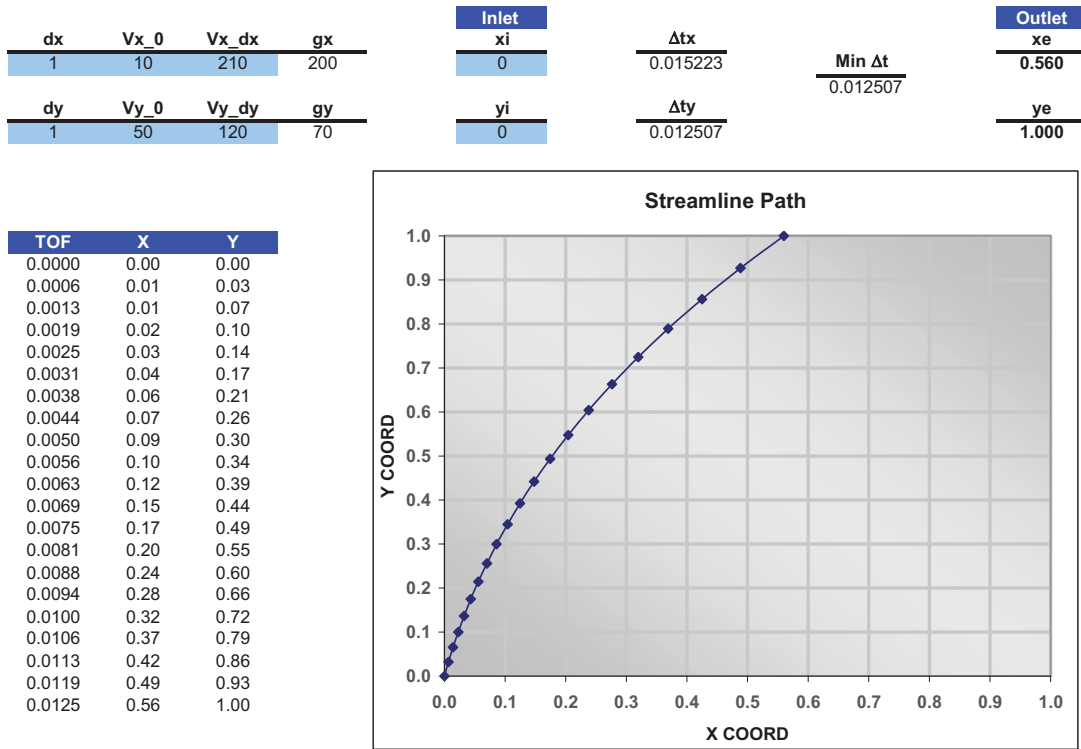 Inlet Outlet
dx Vx_0 Vx_dx gx xi Δtx xe
1 10 210 200 0 0.015223 Min Δt 0.560
0.012507
dy Vy_0 Vy_dy gy yi Δty ye
1 50 120 70 0 0.012507 1.000
TOF X Y
0.0000 0.00 0.00
0.0006 0.01 0.03
0.0013 0.01 0.07
0.0019 0.02 0.10
0.0025 0.03 0.14
0.0031 0.04 0.17
0.0038 0.06 0.21
0.0044 0.07 0.26
0.0050 0.09 0.30
0.0056 0.10 0.34
0.0063 0.12 0.39
0.0069 0.15 0.44
0.0075 0.17 0.49
0.0081 0.20 0.55
0.0088 0.24 0.60
0.0094 0.28 0.66
0.0100 0.32 0.72
0.0106 0.37 0.79
0.0113 0.42 0.86
0.0119 0.49 0.93
0.0125 0.56 1.00
Streamline Path
Y COORD
1.0
0.9
0.8
0.7
0.6
0.5
0.4
0.3
0.2
0.1
0.0
0.0 0.1 0.2 0.3 0.4 0.5 0.6 0.7 0.8 0.9 1.0
X COORD